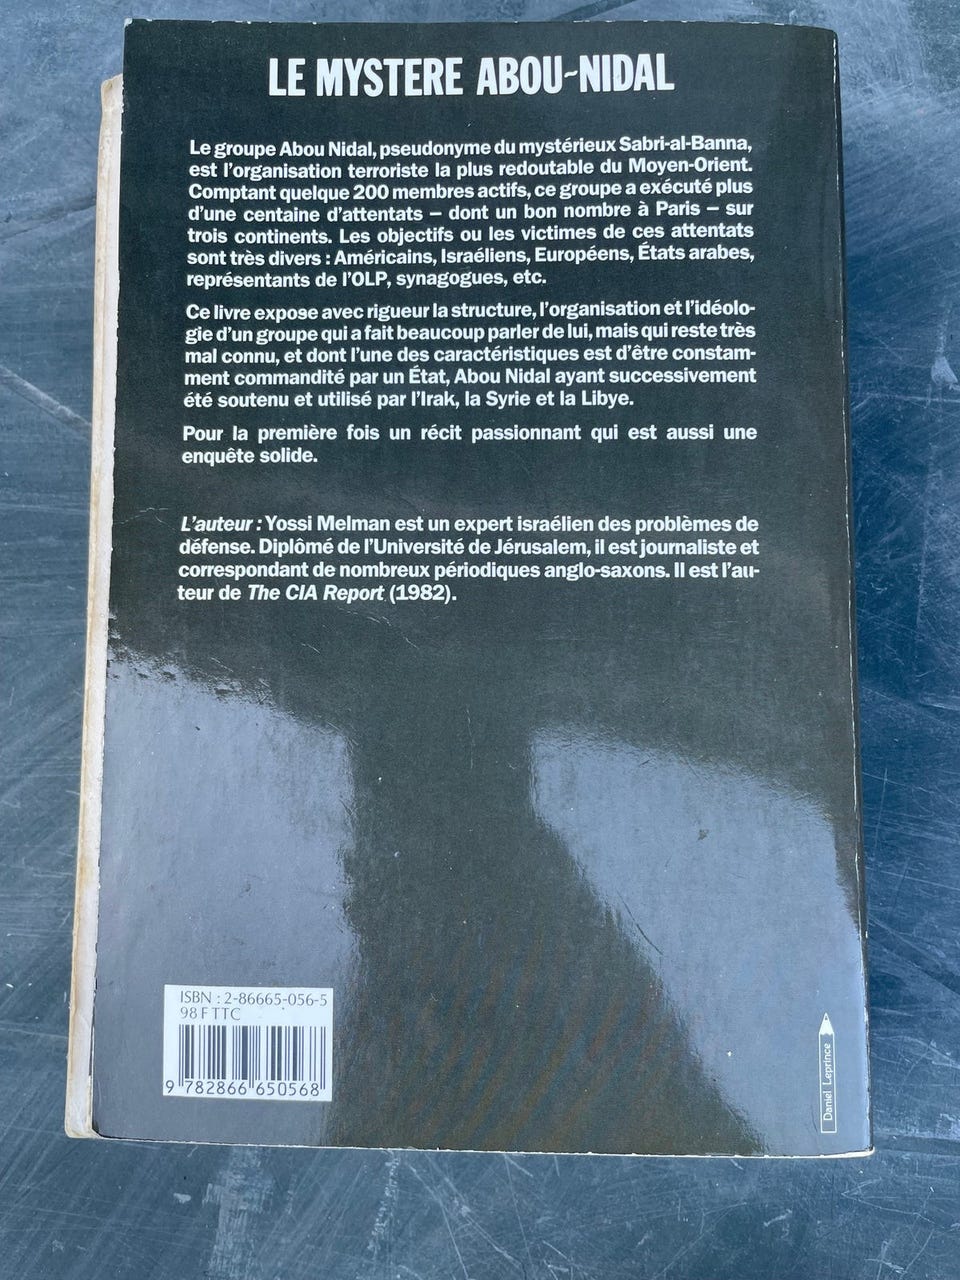 LE MYSTERE ABOU-NIDAL
Le groupe Abou Nidal, pseudonyme du mystérieux Sabri-al-Banna,
est l'organisation terroriste la plus redoutable du Moyen-Orient.
Comptant quelque 200 membres actifs, ce groupe a exécuté plus
d'une centaine d'attentats – dont un bon nombre à Paris – sur
trois continents. Les objectifs ou les victimes de ces attentats
sont très divers : Américains, Israéliens, Européens, États arabes,
représentants de l'OLP, synagogues, etc.
Ce livre expose avec rigueur la structure, l'organisation et l'idéolo-
gie d'un groupe qui a fait beaucoup parler de lui, mais qui reste très
mal connu, et dont l'une des caractéristiques est d'être constam-
ment commandité par un État, Abou Nidal ayant successivement
été soutenu et utilisé par l'Irak, la Syrie et la Libye.
Pour la première fois un récit passionnant qui est aussi une
enquête solide.
L'auteur : Yossi Melman est un expert israélien des problèmes de
défense. Diplômé de l'Université de Jérusalem, il est journaliste et
correspondant de nombreux périodiques anglo-saxons. Il est l'au-
teur de The CIA Report (1982).
ISBN : 2-86665-056-5
98 F TTC
9 782866 650568
Daniel Leprince